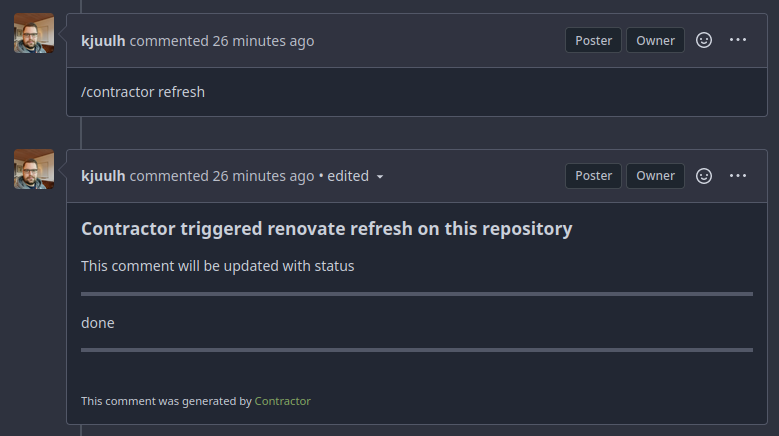 kjuulh commented 26 minutes ago Poster Owner
/contractor refresh
kjuulh commented 26 minutes ago • edited Poster Owner
Contractor triggered renovate refresh on this repository
This comment will be updated with status
done
This comment was generated by Contractor